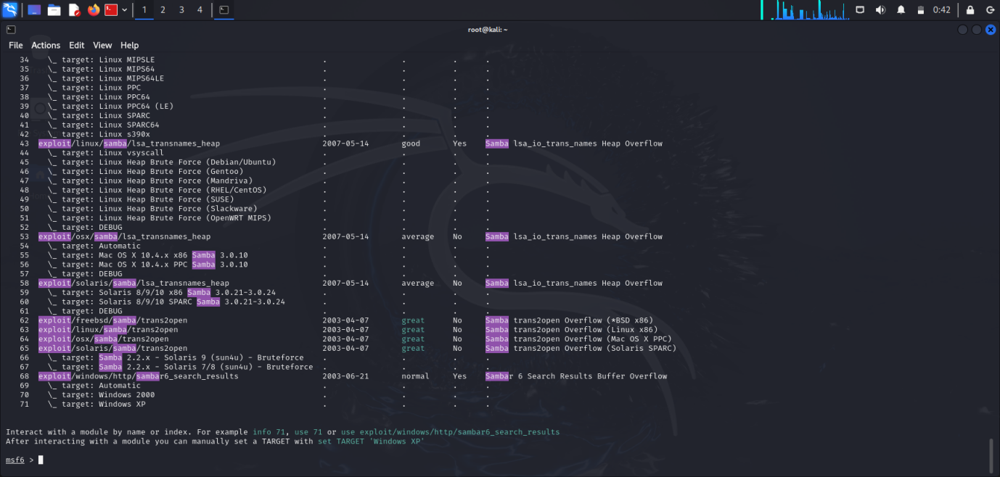 1 2 3 4 0:42
root@kali: ~
File Actions Edit View Help
34 \_ target: Linux MIPSLE . . . .
35 \_ target: Linux MIPS64 . . . .
36 \_ target: Linux MIPS64LE . . . .
37 \_ target: Linux PPC . . . .
38 \_ target: Linux PPC64 . . . .
39 \_ target: Linux PPC64 (LE) . . . .
40 \_ target: Linux SPARC . . . .
41 \_ target: Linux SPARC64 . . . .
42 \_ target: Linux s390x . . . .
43 exploit/linux/samba/lsa_transnames_heap 2007-05-14 good Yes Samba lsa_io_trans_names Heap Overflow
44 \_ target: Linux vsyscall . . . .
45 \_ target: Linux Heap Brute Force (Debian/Ubuntu) . . . .
46 \_ target: Linux Heap Brute Force (Gentoo) . . . .
47 \_ target: Linux Heap Brute Force (Mandriva) . . . .
48 \_ target: Linux Heap Brute Force (RHEL/CentOS) . . . .
49 \_ target: Linux Heap Brute Force (SUSE) . . . .
50 \_ target: Linux Heap Brute Force (Slackware) . . . .
51 \_ target: Linux Heap Brute Force (OpenWRT MIPS) . . . .
52 \_ target: DEBUG . . . .
53 exploit/osx/samba/lsa_transnames_heap 2007-05-14 average No Samba lsa_io_trans_names Heap Overflow
54 \_ target: Automatic . . . .
55 \_ target: Mac OS X 10.4.x x86 Samba 3.0.10 . . . .
56 \_ target: Mac OS X 10.4.x PPC Samba 3.0.10 . . . .
57 \_ target: DEBUG . . . .
58 exploit/solaris/samba/lsa_transnames_heap 2007-05-14 average No Samba lsa_io_trans_names Heap Overflow
59 \_ target: Solaris 8/9/10 x86 Samba 3.0.21-3.0.24 . . . .
60 \_ target: Solaris 8/9/10 SPARC Samba 3.0.21-3.0.24 . . . .
61 \_ target: DEBUG . . . .
62 exploit/freebsd/samba/trans2open 2003-04-07 great No Samba trans2open Overflow (*BSD x86)
63 exploit/linux/samba/trans2open 2003-04-07 great No Samba trans2open Overflow (Linux x86)
64 exploit/osx/samba/trans2open 2003-04-07 great No Samba trans2open Overflow (Mac OS X PPC)
65 exploit/solaris/samba/trans2open 2003-04-07 great No Samba trans2open Overflow (Solaris SPARC)
66 \_ target: Samba 2.2.x - Solaris 9 (sun4u) - Bruteforce . . . .
67 \_ target: Samba 2.2.x - Solaris 7/8 (sun4u) - Bruteforce . . . .
68 exploit/windows/http/sambar6_search_results 2003-06-21 normal Yes Sambar 6 Search Results Buffer Overflow
69 \_ target: Automatic . . . .
70 \_ target: Windows 2000 . . . .
71 \_ target: Windows XP . . . .
Interact with a module by name or index. For example info 71, use 71 or use exploit/windows/http/sambar6_search_results
After interacting with a module you can manually set a TARGET with set TARGET 'Windows XP'
msf6 >